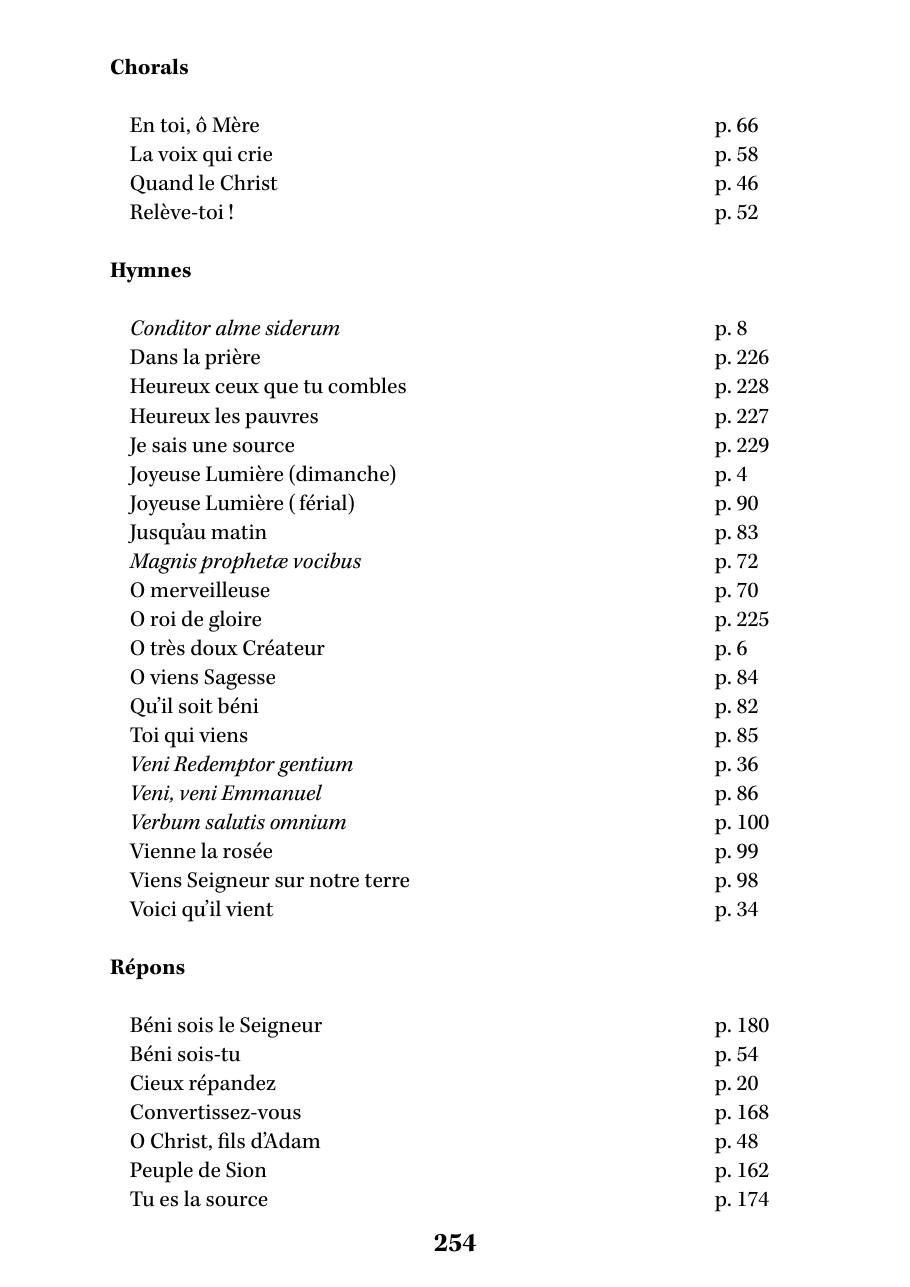 Chorals
En toi, ô Mère p. 66
La voix qui crie p. 58
Quand le Christ p. 46
Relève-toi ! p. 52
Hymnes
Conditor alme siderum p. 8
Dans la prière p. 226
Heureux ceux que tu combles p. 228
Heureux les pauvres p. 227
Je sais une source p. 229
Joyeuse Lumière (dimanche) p. 4
Joyeuse Lumière ( férial) p. 90
Jusqu’au matin p. 83
Magnis prophetæ vocibus p. 72
O merveilleuse p. 70
O roi de gloire p. 225
O très doux Créateur p. 6
O viens Sagesse p. 84
Qu’il soit béni p. 82
Toi qui viens p. 85
Veni Redemptor gentium p. 36
Veni, veni Emmanuel p. 86
Verbum salutis omnium p. 100
Vienne la rosée p. 99
Viens Seigneur sur notre terre p. 98
Voici qu’il vient p. 34
Répons
Béni sois le Seigneur p. 180
Béni sois-tu p. 54
Cieux répandez p. 20
Convertissez-vous p. 168
O Christ, fils d’Adam p. 48
Peuple de Sion p. 162
Tu es la source p. 174
254